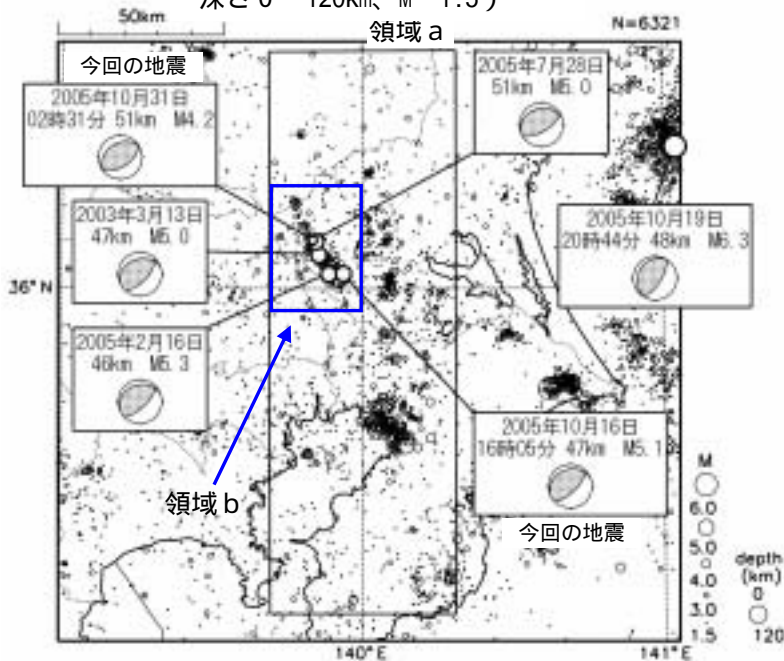 深さ0 120km、M 1.5)
50km
領域a
N=6321
今回の地震
2005年10月31日
02時31分 51km M4.2
2005年7月28日
51km M5.0
2003年3月13日
47km M5.0
2005年10月19日
20時44分 48km M6.3
36°N
2005年2月16日
46km M5.3
2005年10月16日
16時05分 47km M5.1
領域b
今回の地震
M
6.0
5.0
4.0
3.0
1.5
depth
(km)
0
120
140°E
141°E